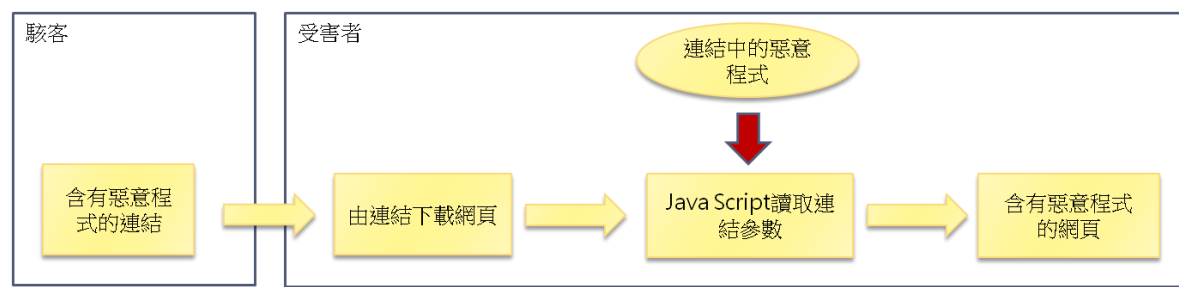 駭客
受害者
連結中的惡意
程式
含有惡意程
式的連結
由連結下載網頁
Java Script讀取連
結參數
含有惡意程式
的網頁